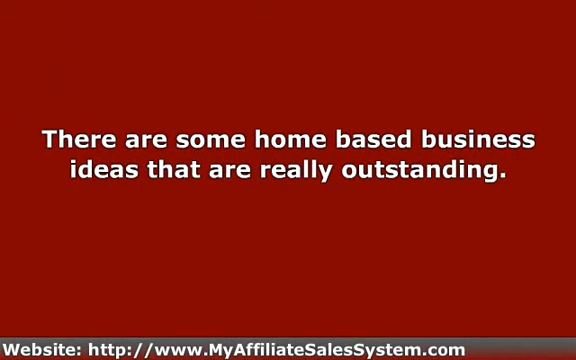 There are some home based business
ideas that are really outstanding.
Website: http://www.MyAffiliateSalesSystem.com